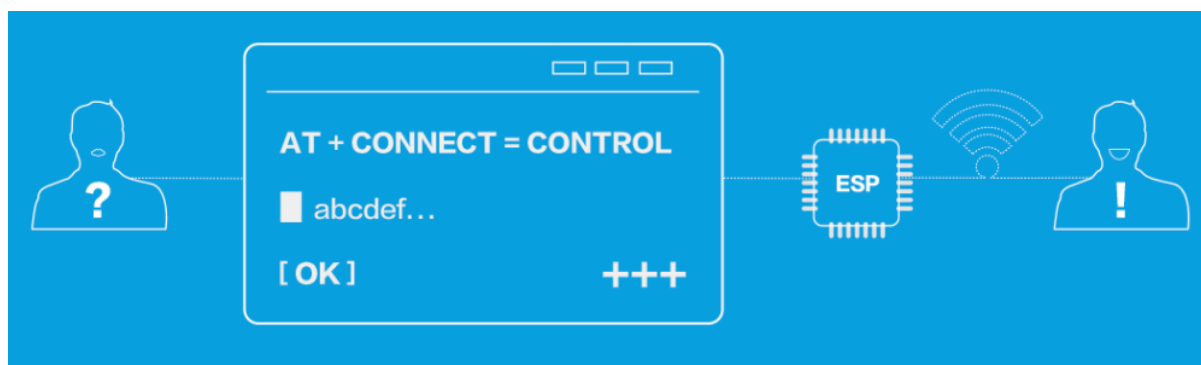 ?
AT + CONNECT = CONTROL
abcdef...
[ OK ]
+++
ESP
!